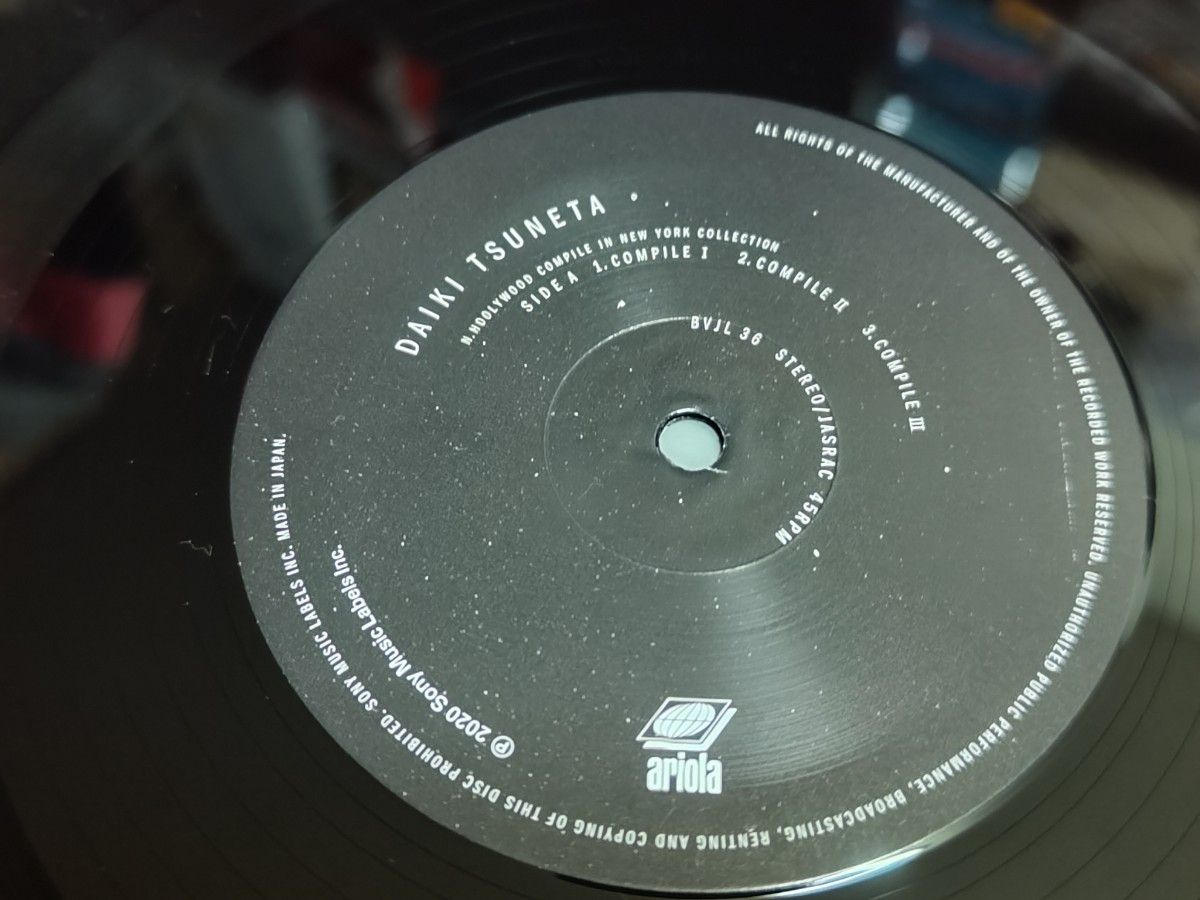 DAIKI TSUNETA
N.HOOLYWOOD COMPILE IN NEW YORK COLLECTION
SIDE A 1.COMPILE I 2.COMPILE II 3.COMPILE III
BVJL 36 STEREO/JASRAC 45RPM
ALL RIGHTS OF THE MANUFACTURER AND OF THE OWNER OF THE RECORDED WORK RESERVED. UNAUTHORIZED PUBLIC PERFORMANCE, BROADCASTING, RENTING AND COPYING OF THIS DISC PROHIBITED. SONY MUSIC LABELS INC. MADE IN JAPAN.
℗ 2020 Sony Music Labels Inc.
ariola